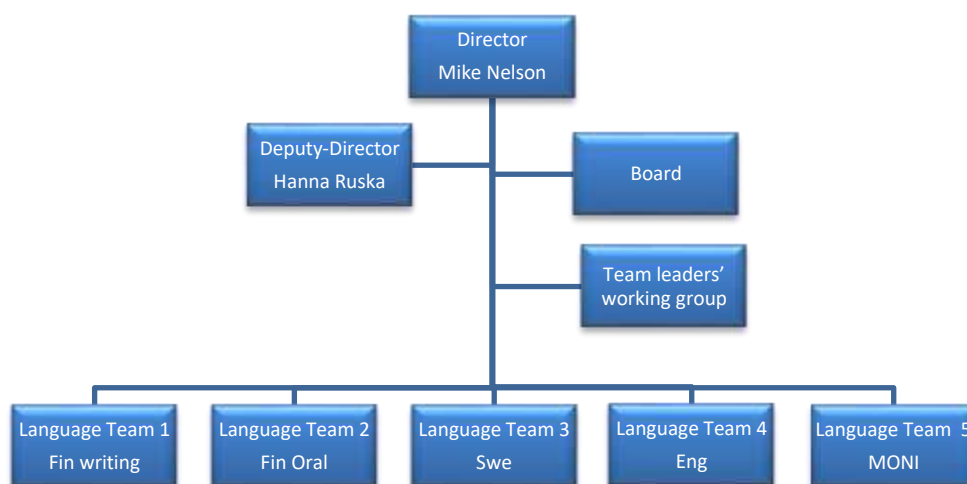 Director
Mike Nelson
Deputy-Director
Hanna Ruska
Board
Team leaders’
working group
Language Team 1
Fin writing
Language Team 2
Fin Oral
Language Team 3
Swe
Language Team 4
Eng
Language Team 5
MONI